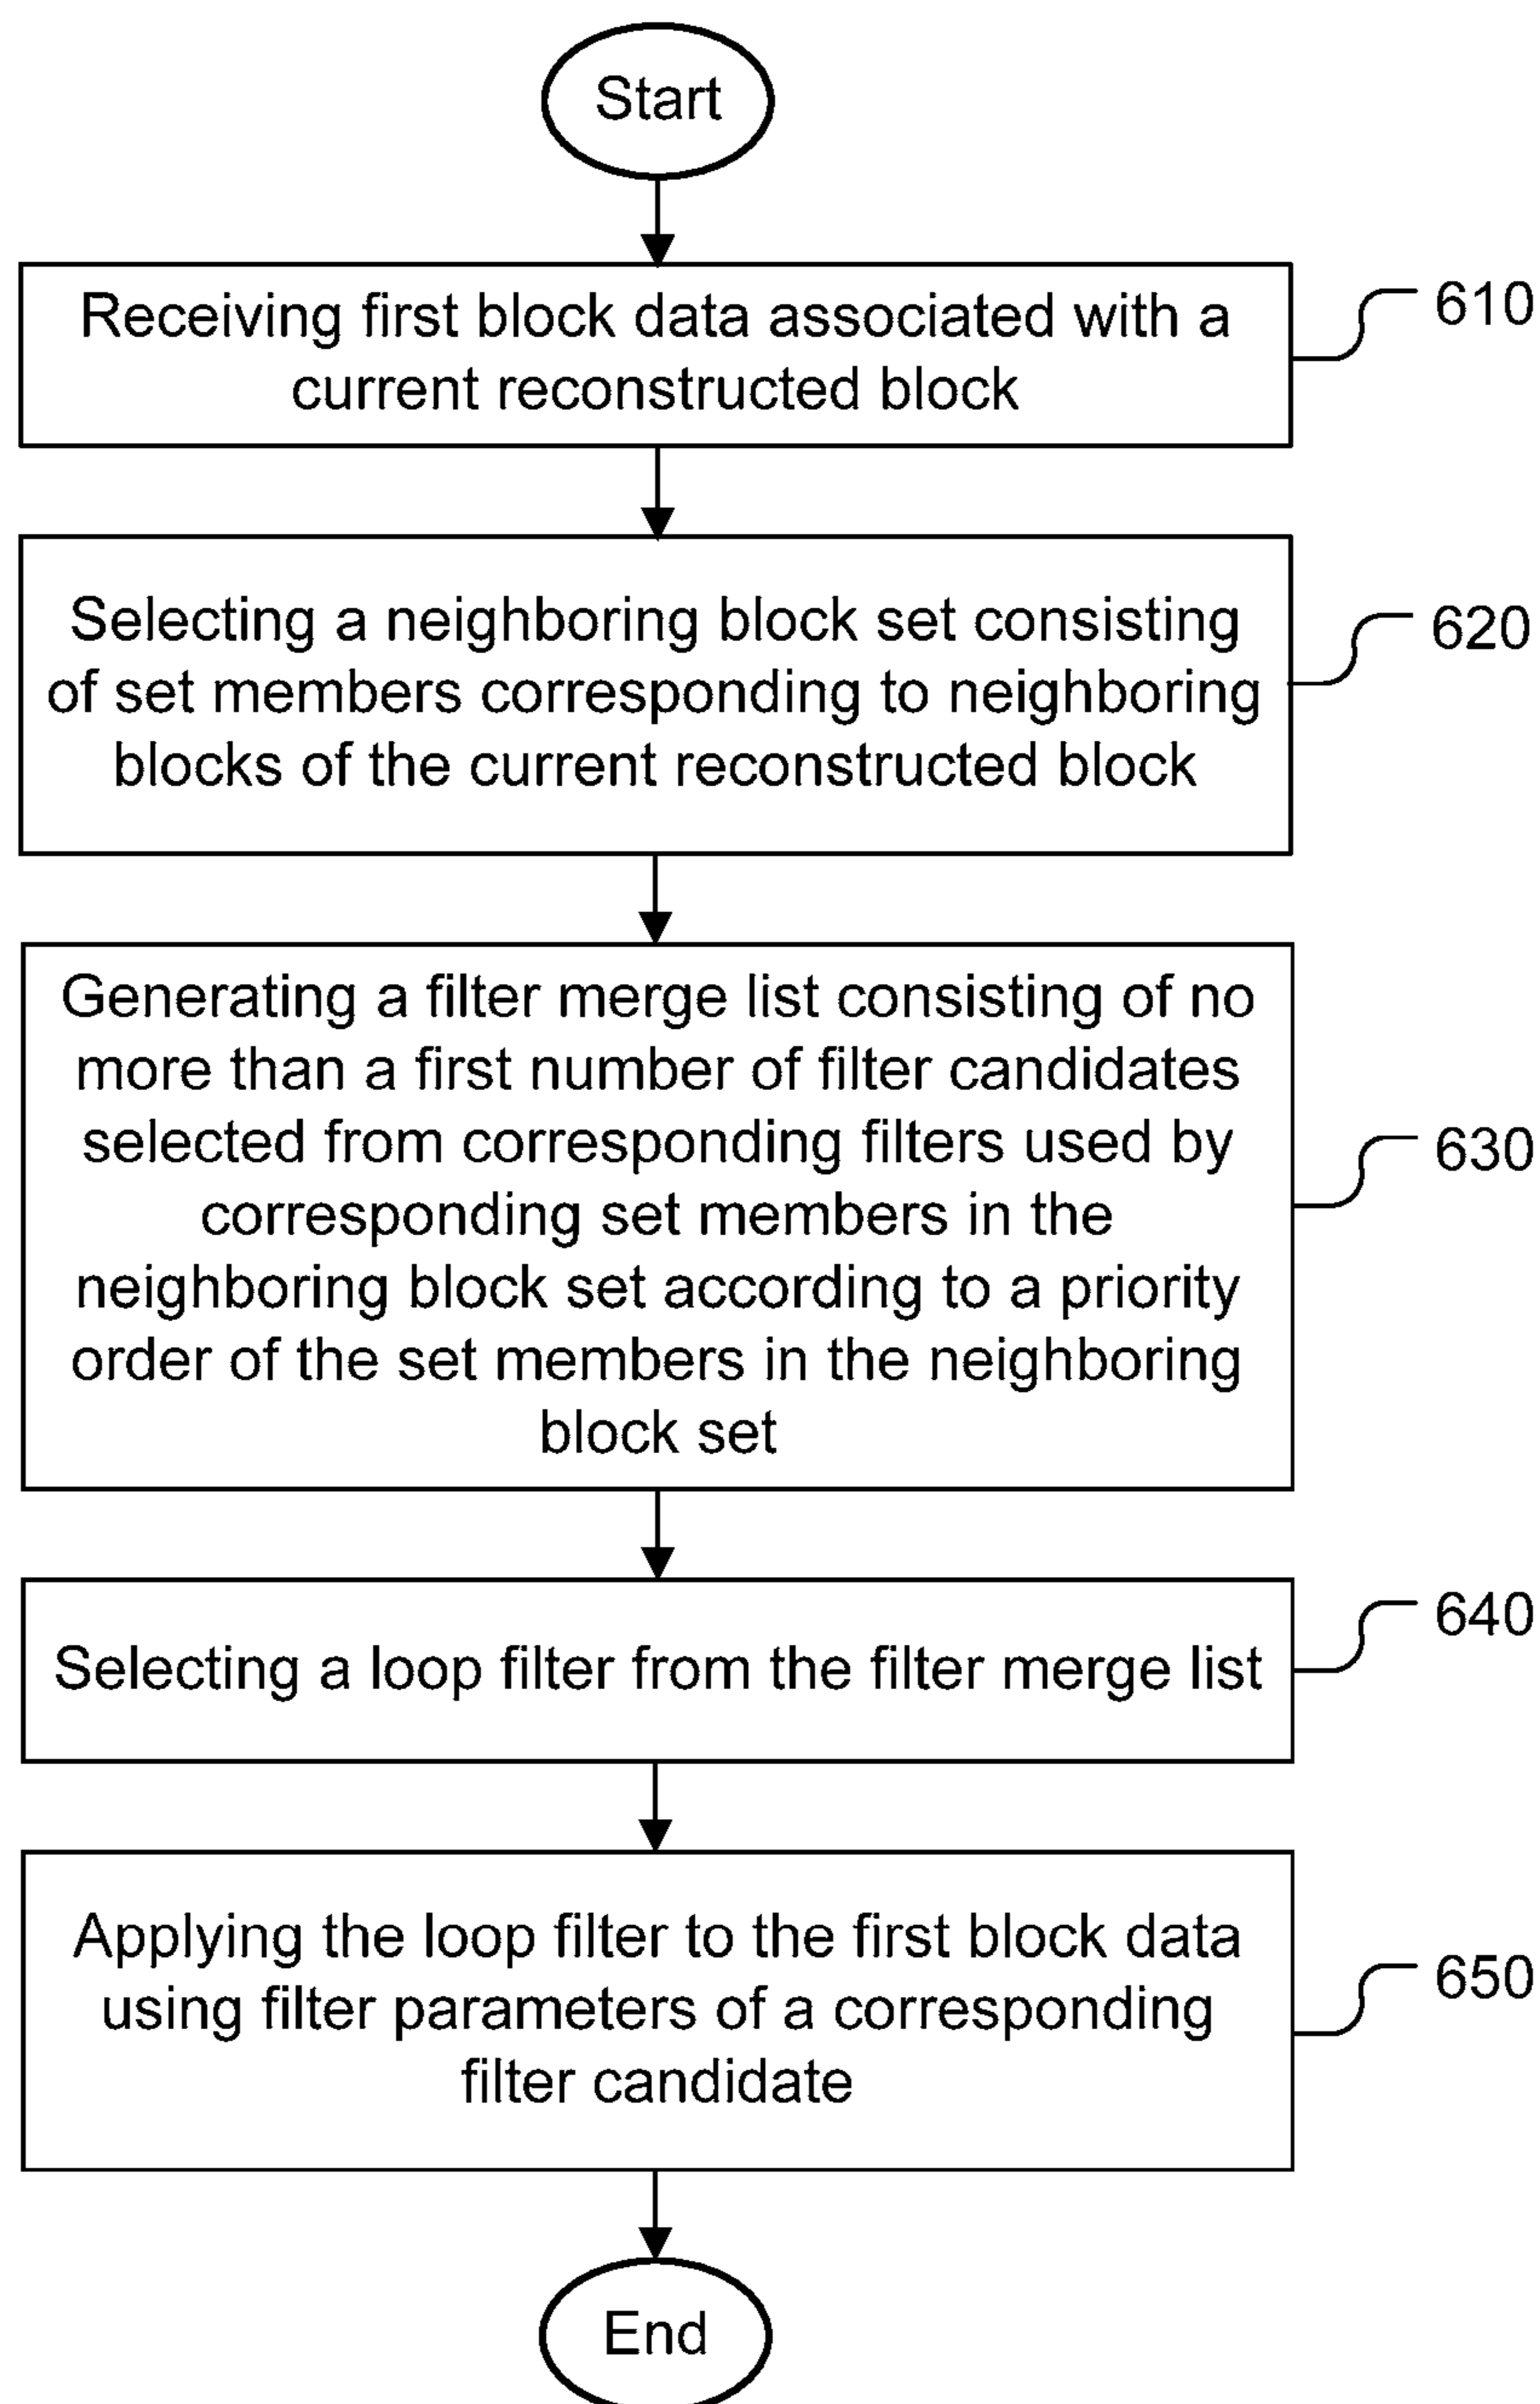 Start
Receiving first block data associated with a
current reconstructed block
610
Selecting a neighboring block set consisting
of set members corresponding to neighboring
blocks of the current reconstructed block
620
Generating a filter merge list consisting of no
more than a first number of filter candidates
selected from corresponding filters used by
corresponding set members in the
neighboring block set according to a priority
order of the set members in the neighboring
block set
630
Selecting a loop filter from the filter merge list
640
Applying the loop filter to the first block data
using filter parameters of a corresponding
filter candidate
650
End